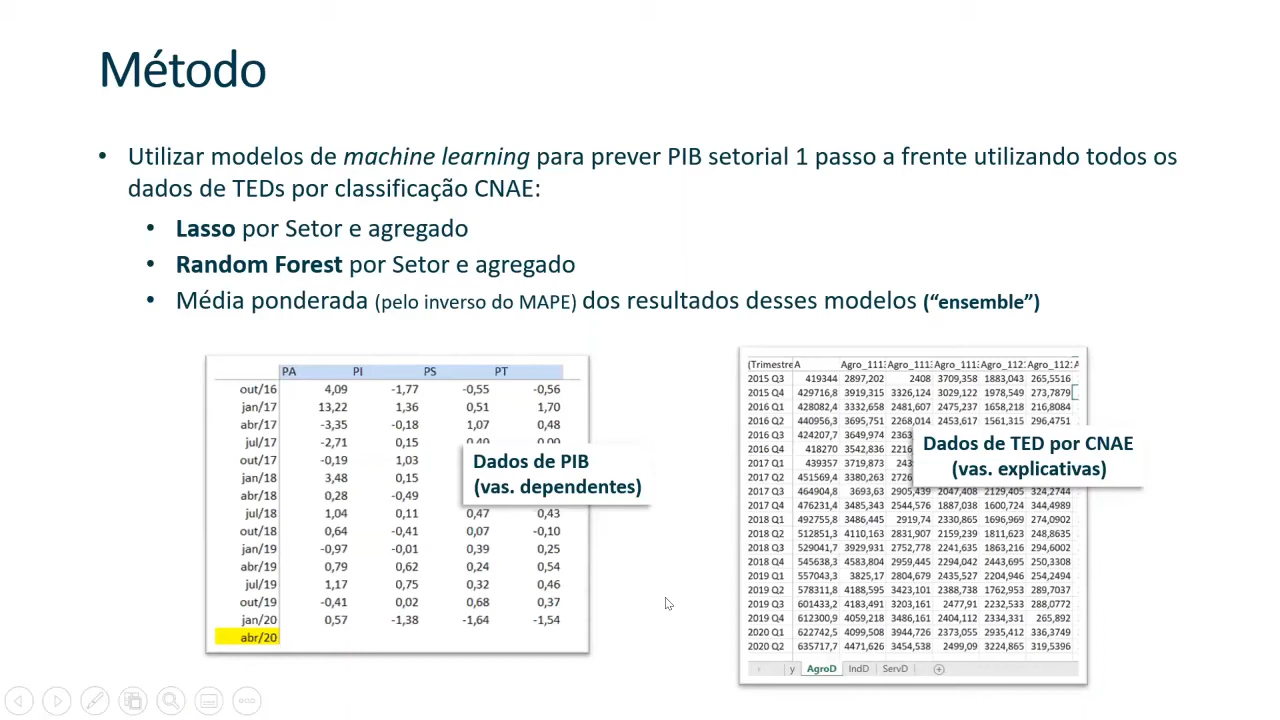 Método
• Utilizar modelos de machine learning para prever PIB setorial 1 passo a frente utilizando todos os
dados de TEDs por classificação CNAE:
• Lasso por Setor e agregado
• Random Forest por Setor e agregado
• Média ponderada (pelo inverso do MAPE) dos resultados desses modelos (“ensemble”)
PA PI PS PT
out/16 4,09 -1,77 -0,55 -0,56
jan/17 13,22 1,36 0,51 1,70
abr/17 -3,35 -0,18 1,07 0,48
jul/17 -2,71 0,15
out/17 -0,19 1,03
jan/18 3,48 0,15
abr/18 0,28 -0,49
jul/18 1,04 0,11 0,47 0,43
out/18 0,64 -0,41 0,07 -0,10
jan/19 -0,97 -0,01 0,39 0,25
abr/19 0,79 0,62 0,24 0,54
jul/19 1,17 0,75 0,32 0,46
out/19 -0,41 0,02 0,68 0,37
jan/20 0,57 -1,38 -1,64 -1,54
abr/20
Dados de PIB
(vas. dependentes)
(Trimestre A Agro_1113 Agro_1113 Agro_1113 Agro_1121 Agro_1121
2015 Q3 419344 2897,202 2408 3709,358 1883,043 265,5516
2015 Q4 429716,8 3919,315 3326,124 3029,122 1978,549 273,7879
2016 Q1 428082,4 3332,658 2481,607 2475,237 1658,218 216,8084
2016 Q2 440956,3 3695,751 2268,014 2453,617 1561,315 296,4751
2016 Q3 424207,7 3649,974 2363
2016 Q4 418270 3542,836 2216
2017 Q1 439357 3719,873 243
2017 Q2 451569,4 3380,263 2726
2017 Q3 464904,8 3693,63 2905,439 2047,408 2129,405 324,2744
2017 Q4 476231,4 3485,343 2544,576 1887,038 1600,724 344,4989
2018 Q1 492755,8 3486,445 2919,74 2330,865 1696,969 274,0902
2018 Q2 512851,3 4110,163 2831,907 2159,239 1811,623 248,8635
2018 Q3 529041,7 3929,931 2752,778 2241,635 1863,216 294,6002
2018 Q4 545638,3 4583,804 2959,445 2294,042 2443,695 250,3308
2019 Q1 557043,3 3825,17 2804,679 2435,527 2204,946 254,2494
2019 Q2 578311,8 4188,595 3423,101 2388,738 1762,953 289,7037
2019 Q3 601433,2 4183,491 3203,161 2477,91 2232,533 288,0772
2019 Q4 612300,9 4059,218 3486,161 2404,112 2334,331 265,892
2020 Q1 622742,5 4099,508 3944,726 2373,055 2935,412 336,3749
2020 Q2 635717,7 4471,626 3454,538 2499,09 3224,865 319,5396
Dados de TED por CNAE
(vas. explicativas)
y AgroD IndD ServD